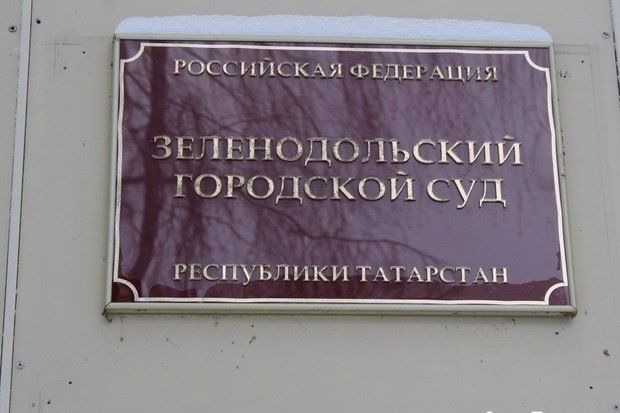 РОССИЙСКАЯ ФЕДЕРАЦИЯ
ЗЕЛЕНОДОЛЬСКИЙ
ГОРОДСКОЙ СУД
РЕСПУБЛИКИ ТАТАРСТАН